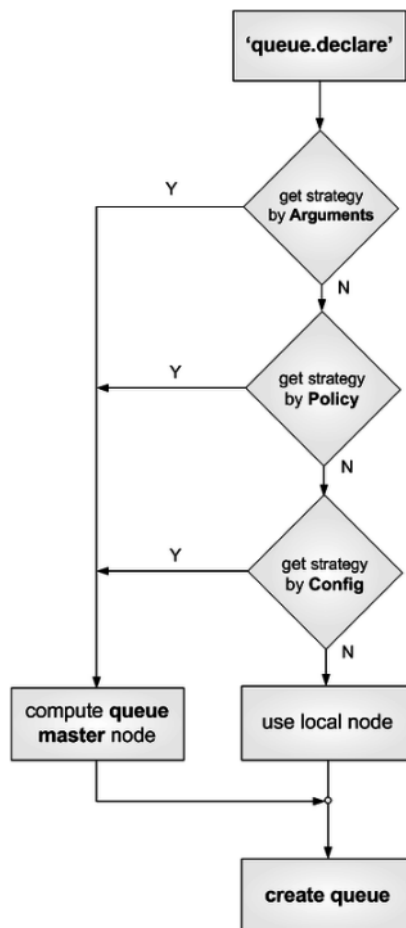 ‘queue.declare’
get strategy
by Arguments
Y
N
get strategy
by Policy
Y
N
get strategy
by Config
Y
N
compute queue
master node
use local node
create queue